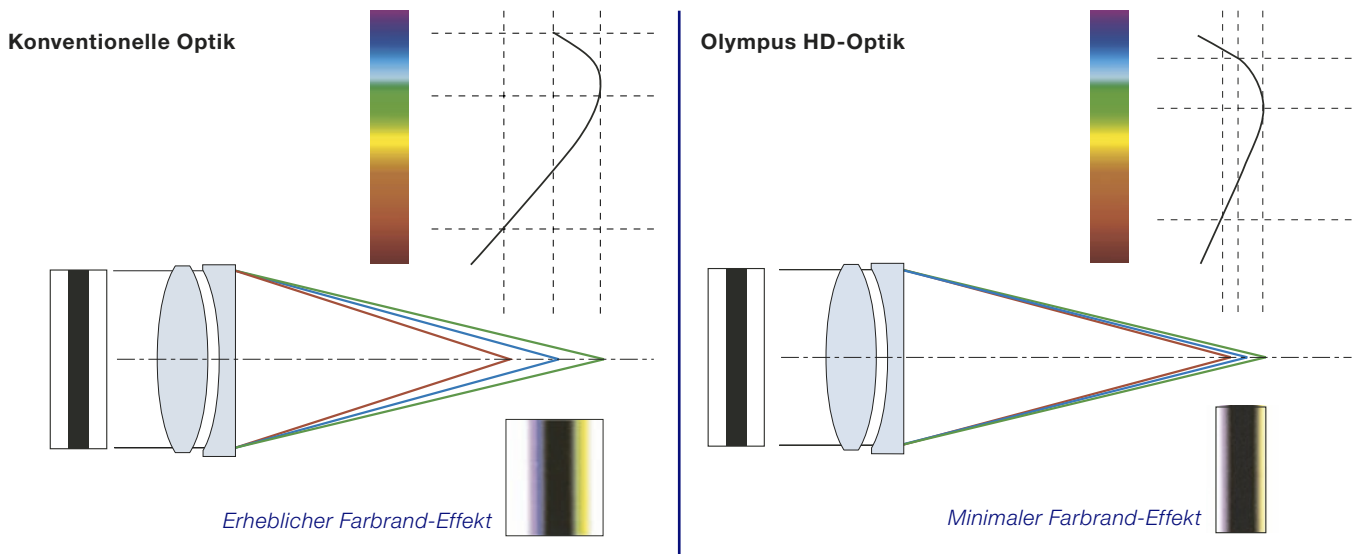 Konventionelle Optik
Erheblicher Farbrand-Effekt
Olympus HD-Optik
Minimaler Farbrand-Effekt